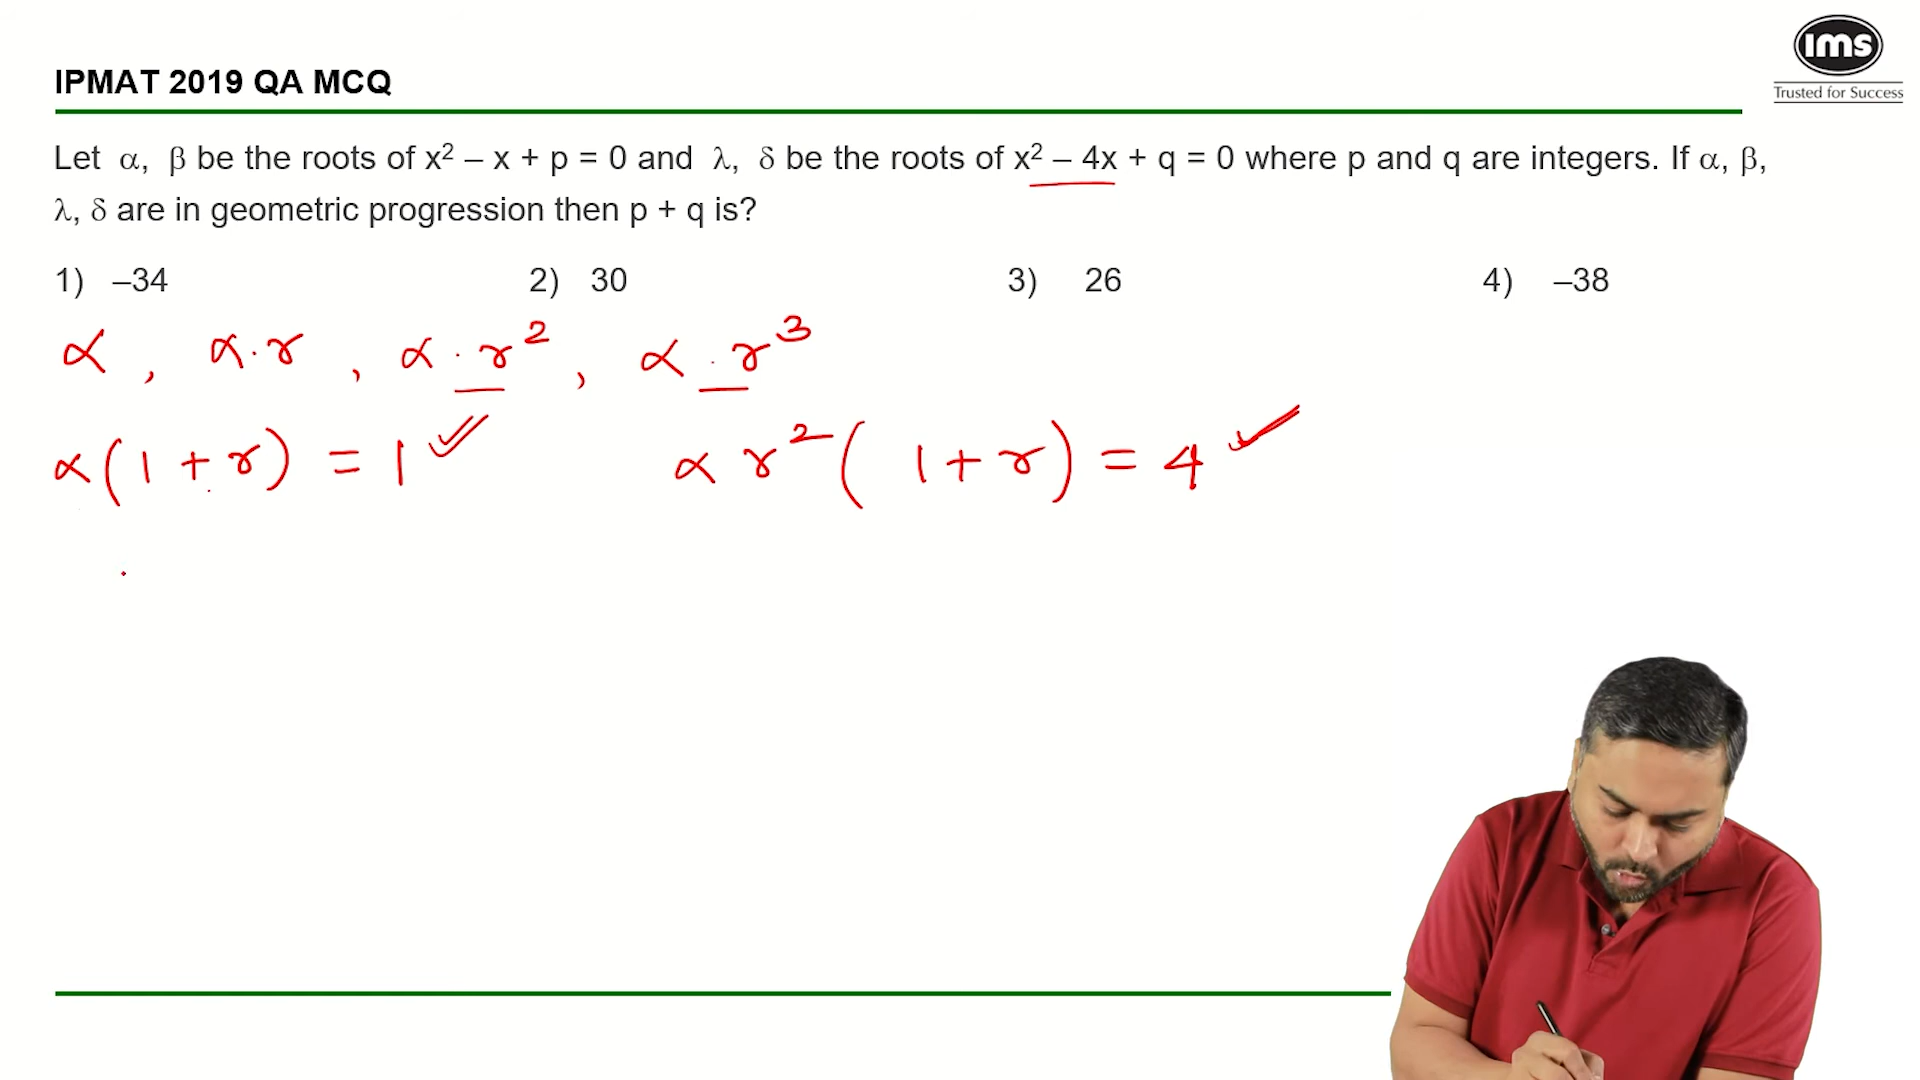 ims
Trusted for Success
IPMAT 2019 QA MCQ
Let α, β be the roots of x² – x + p = 0 and λ, δ be the roots of x² – 4x + q = 0 where p and q are integers. If α, β,
λ, δ are in geometric progression then p + q is?
1) –34 2) 30 3) 26 4) –38
α , α·r , α·r² , α·r³
α(1 + r) = 1 αr²(1 + r) = 4